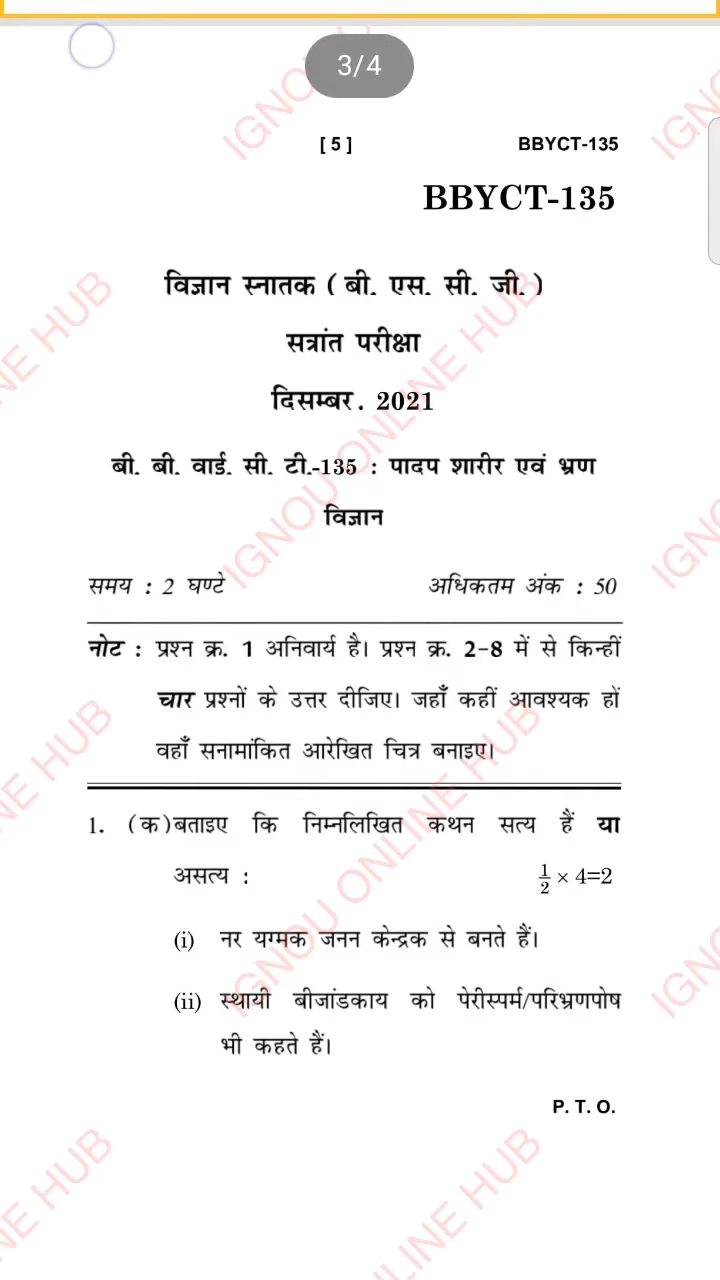 3/4
[ 5 ] BBYCT-135
BBYCT-135
विज्ञान स्नातक ( बी. एस. सी. जी. )
सत्रांत परीक्षा
दिसम्बर. 2021
बी. बी. वाई. सी. टी.-135 : पादप शारीर एवं भ्रण
विज्ञान
समय : 2 घण्टे अधिकतम अंक : 50
नोट : प्रश्न क्र. 1 अनिवार्य है। प्रश्न क्र. 2-8 में से किन्हीं
चार प्रश्नों के उत्तर दीजिए। जहाँ कहीं आवश्यक हों
वहाँ सनामांकित आरेखित चित्र बनाइए।
1. (क)बताइए कि निम्नलिखित कथन सत्य हैं या
असत्य : 1/2 × 4=2
(i) नर यग्मक जनन केन्द्रक से बनते हैं।
(ii) स्थायी बीजांडकाय को पेरीस्पर्म/परिभ्रणपोष
भी कहते हैं।
P. T. O.
IGNOU ONLINE HUB